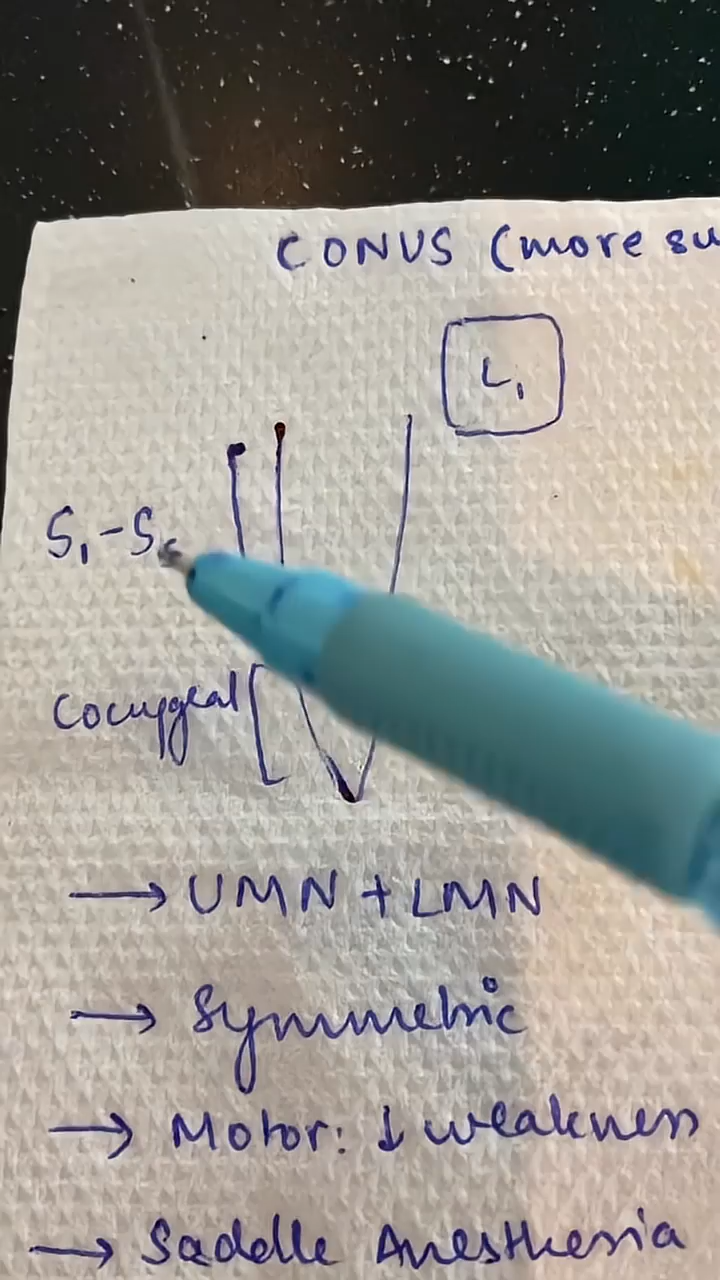 CONUS (more su
L1
S1-S5
Coccygeal
→ UMN + LMN
→ Symmetric
→ Motor: ↓ weakness
→ Saddle Anesthesia